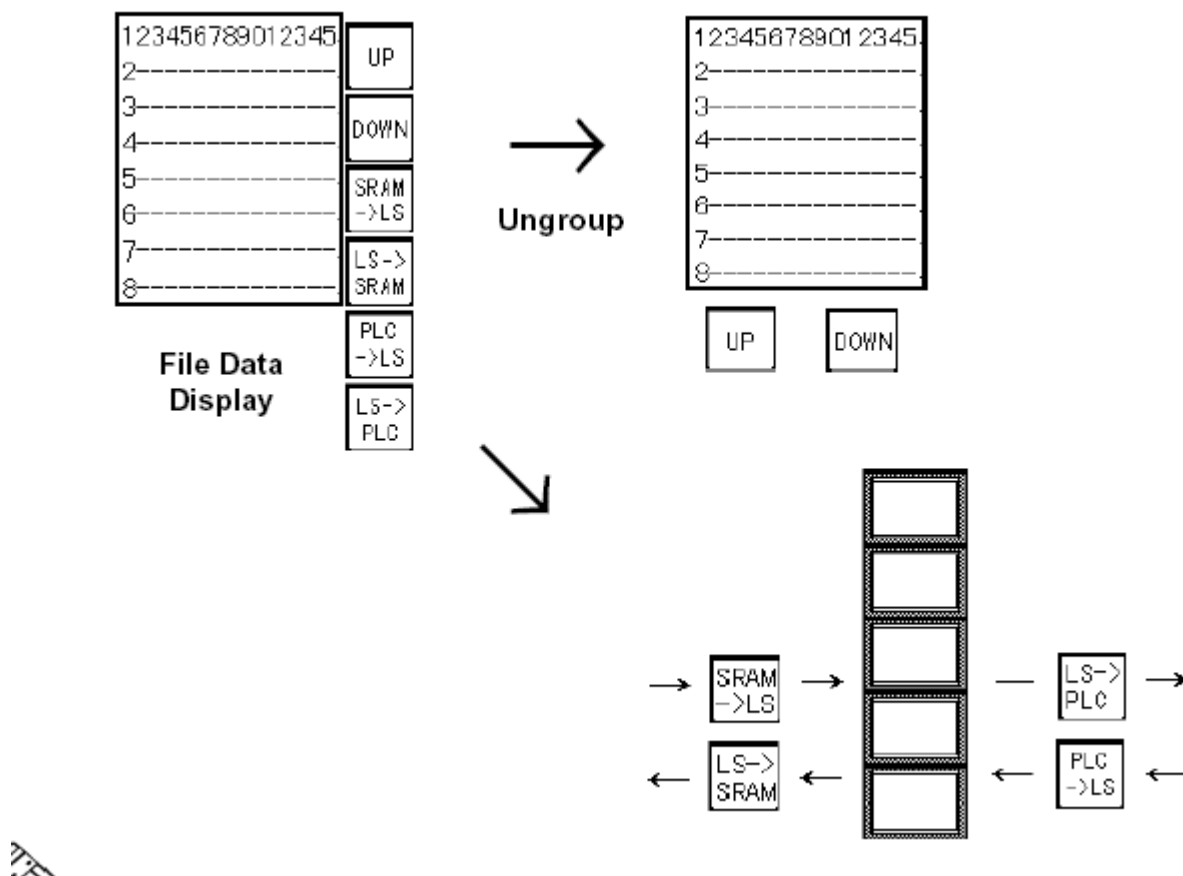 123456789012345
2---------------
3---------------
4---------------
5---------------
6---------------
7---------------
8---------------
UP
DOWN
SRAM
->LS
LS->
SRAM
PLC
->LS
LS->
PLC
File Data
Display
Ungroup
123456789012345
2---------------
3---------------
4---------------
5---------------
6---------------
7---------------
8---------------
UP
DOWN
SRAM
->LS
LS->
PLC
LS->
SRAM
PLC
->LS